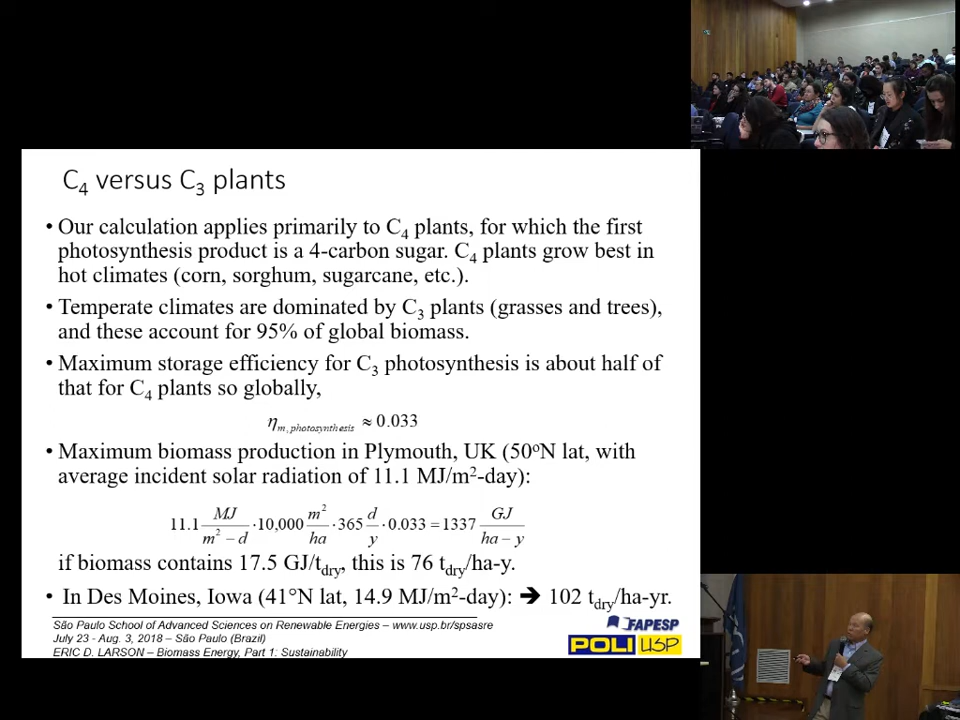 C4 versus C3 plants
• Our calculation applies primarily to C4 plants, for which the first
photosynthesis product is a 4-carbon sugar. C4 plants grow best in
hot climates (corn, sorghum, sugarcane, etc.).
• Temperate climates are dominated by C3 plants (grasses and trees),
and these account for 95% of global biomass.
• Maximum storage efficiency for C3 photosynthesis is about half of
that for C4 plants so globally,
ηm, photosynthesis ≈ 0.033
• Maximum biomass production in Plymouth, UK (50°N lat, with
average incident solar radiation of 11.1 MJ/m²-day):
11.1 MJ/m² – d · 10,000 m²/ha · 365 d/y · 0.033 = 1337 GJ/ha – y
if biomass contains 17.5 GJ/tdry, this is 76 tdry/ha-y.
• In Des Moines, Iowa (41°N lat, 14.9 MJ/m²-day): ➔ 102 tdry/ha-yr.
São Paulo School of Advanced Sciences on Renewable Energies – www.usp.br/spsasre
July 23 - Aug. 3, 2018 – São Paulo (Brazil)
ERIC D. LARSON – Biomass Energy, Part 1: Sustainability
FAPESP
POLI USP